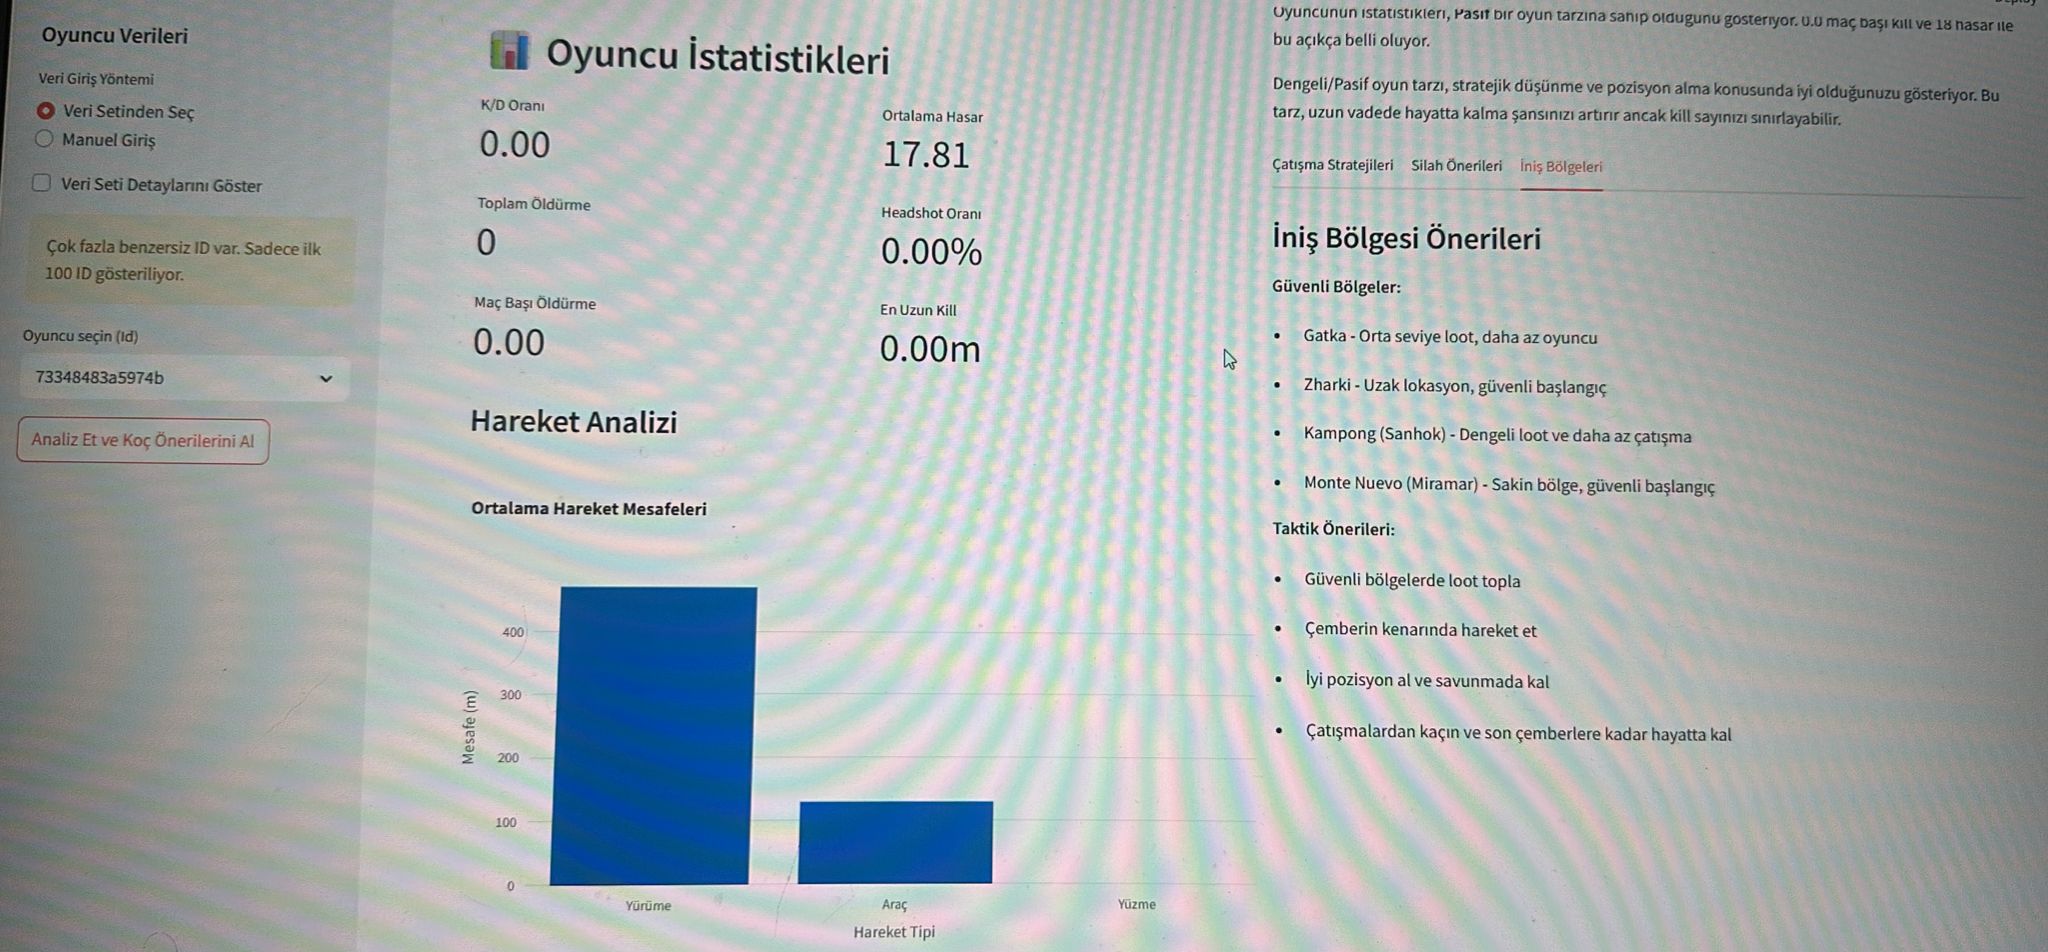 Oyuncu Verileri
Veri Giriş Yöntemi
Veri Setinden Seç
Manuel Giriş
Veri Seti Detaylarını Göster
Çok fazla benzersiz ID var. Sadece ilk
100 ID gösteriliyor.
Oyuncu seçin (Id)
73348483a5974b
Analiz Et ve Koç Önerilerini Al
Oyuncu İstatistikleri
K/D Oranı
0.00
Ortalama Hasar
17.81
Toplam Öldürme
0
Headshot Oranı
0.00%
Maç Başı Öldürme
0.00
En Uzun Kill
0.00m
Hareket Analizi
Ortalama Hareket Mesafeleri
Mesafe (m)
400
300
200
100
0
Yürüme
Araç
Yüzme
Hareket Tipi
Oyuncunun istatistikleri, Pasif bir oyun tarzına sahip olduğunu gösteriyor. 0.0 maç başı kill ve 18 hasar ile
bu açıkça belli oluyor.
Dengeli/Pasif oyun tarzı, stratejik düşünme ve pozisyon alma konusunda iyi olduğunuzu gösteriyor. Bu
tarz, uzun vadede hayatta kalma şansınızı artırır ancak kill sayınızı sınırlayabilir.
Çatışma Stratejileri Silah Önerileri İniş Bölgeleri
İniş Bölgesi Önerileri
Güvenli Bölgeler:
• Gatka - Orta seviye loot, daha az oyuncu
• Zharki - Uzak lokasyon, güvenli başlangıç
• Kampong (Sanhok) - Dengeli loot ve daha az çatışma
• Monte Nuevo (Miramar) - Sakin bölge, güvenli başlangıç
Taktik Önerileri:
• Güvenli bölgelerde loot topla
• Çemberin kenarında hareket et
• İyi pozisyon al ve savunmada kal
• Çatışmalardan kaçın ve son çemberlere kadar hayatta kal